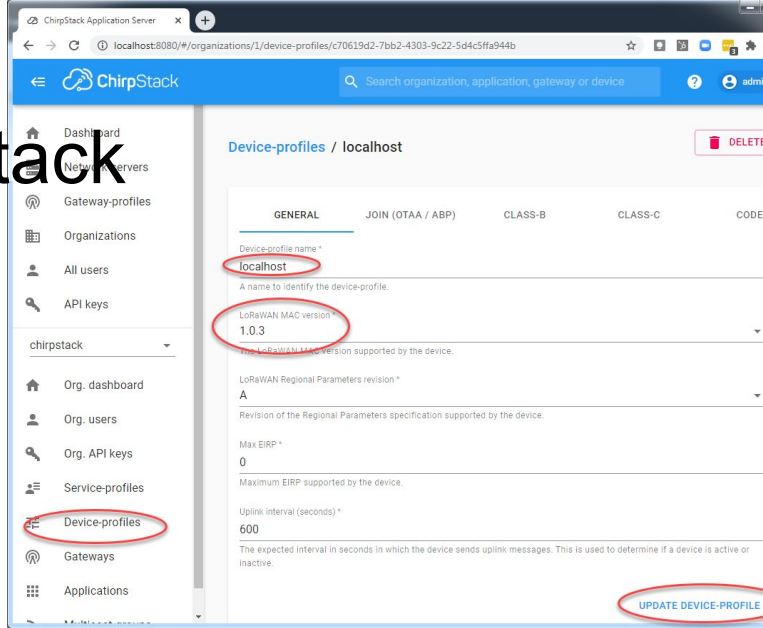 ChirpStack Application Server
localhost:8080/#/organizations/1/device-profiles/c70619d2-7bb2-4303-9c22-5d4c5ffa944b
3
ChirpStack
Search organization, application, gateway or device
?
admi
tack
Dashboard
Network servers
Gateway-profiles
Organizations
All users
API keys
chirpstack
Org. dashboard
Org. users
Org. API keys
Service-profiles
Device-profiles
Gateways
Applications
Multicast-groups
Device-profiles / localhost
DELETE
GENERAL
JOIN (OTAA / ABP)
CLASS-B
CLASS-C
CODE
Device-profile name *
localhost
A name to identify the device-profile.
LoRaWAN MAC version *
1.0.3
The LoRaWAN MAC version supported by the device.
LoRaWAN Regional Parameters revision *
A
Revision of the Regional Parameters specification supported by the device.
Max EIRP *
0
Maximum EIRP supported by the device.
Uplink interval (seconds) *
600
The expected interval in seconds in which the device sends uplink messages. This is used to determine if a device is active or
inactive.
UPDATE DEVICE-PROFILE